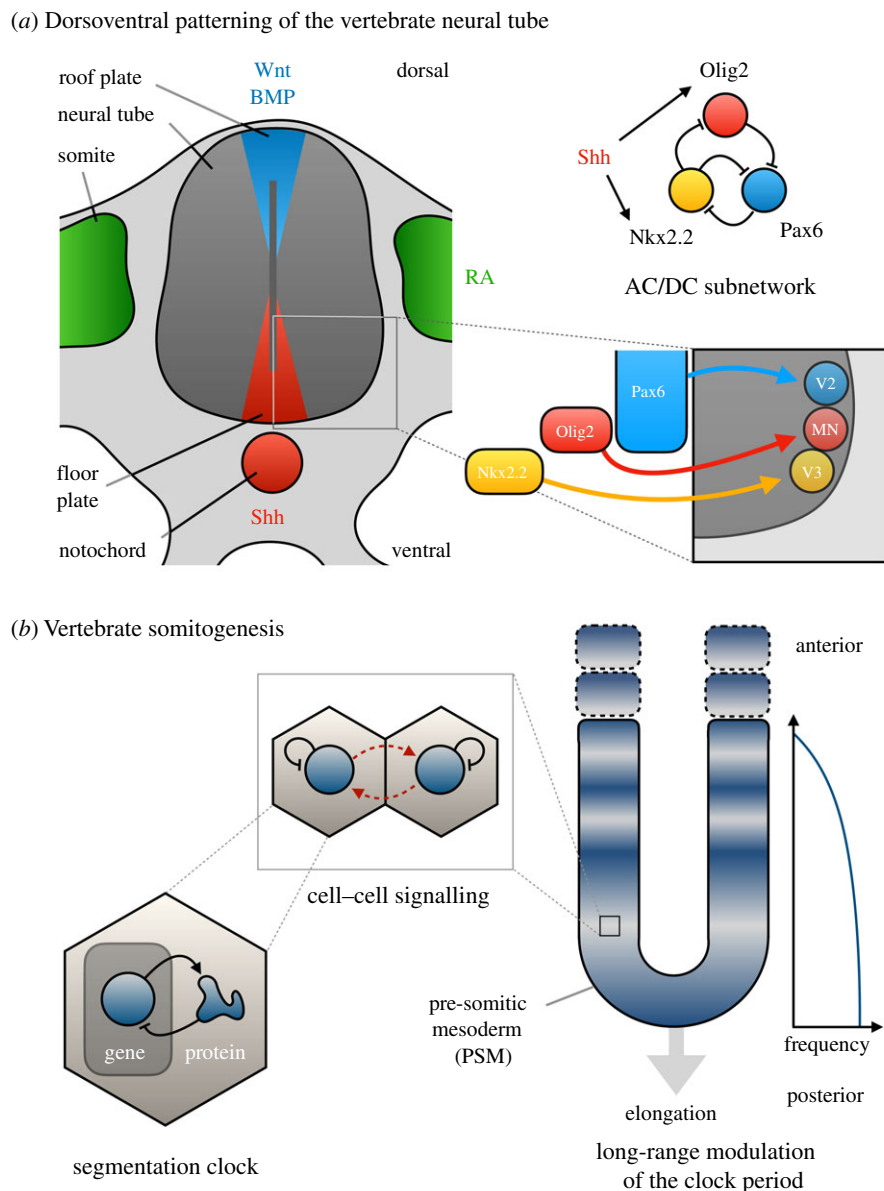 (a) Dorsoventral patterning of the vertebrate neural tube
roof plate
neural tube
somite
Wnt
BMP
dorsal
RA
floor
plate
notochord
Shh
ventral
Olig2
Shh
Nkx2.2
Pax6
AC/DC subnetwork
Pax6
Olig2
Nkx2.2
V2
MN
V3
(b) Vertebrate somitogenesis
anterior
cell–cell signalling
gene
protein
segmentation clock
pre-somitic
mesoderm
(PSM)
frequency
posterior
elongation
long-range modulation
of the clock period